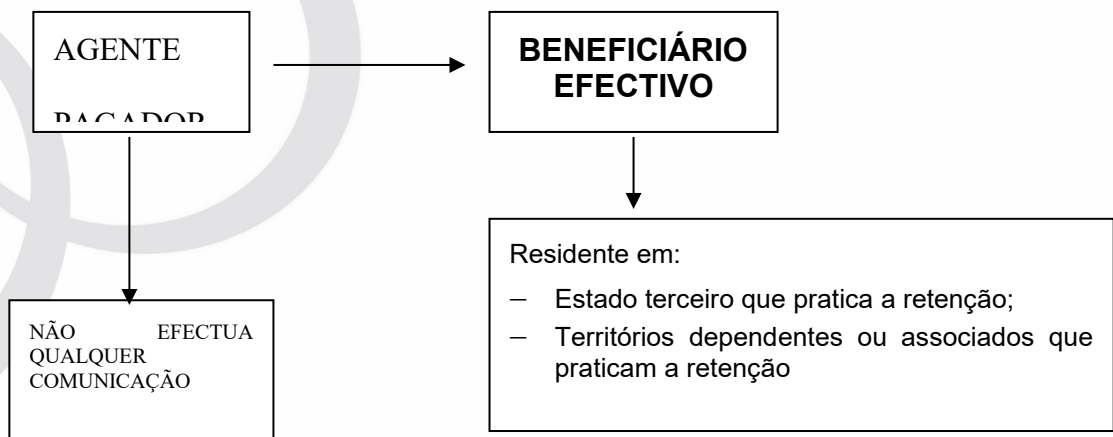 AGENTE
PAGADOR
BENEFICIÁRIO
EFECTIVO
Residente em:
– Estado terceiro que pratica a retenção;
– Territórios dependentes ou associados que
praticam a retenção
NÃO EFECTUA
QUALQUER
COMUNICAÇÃO